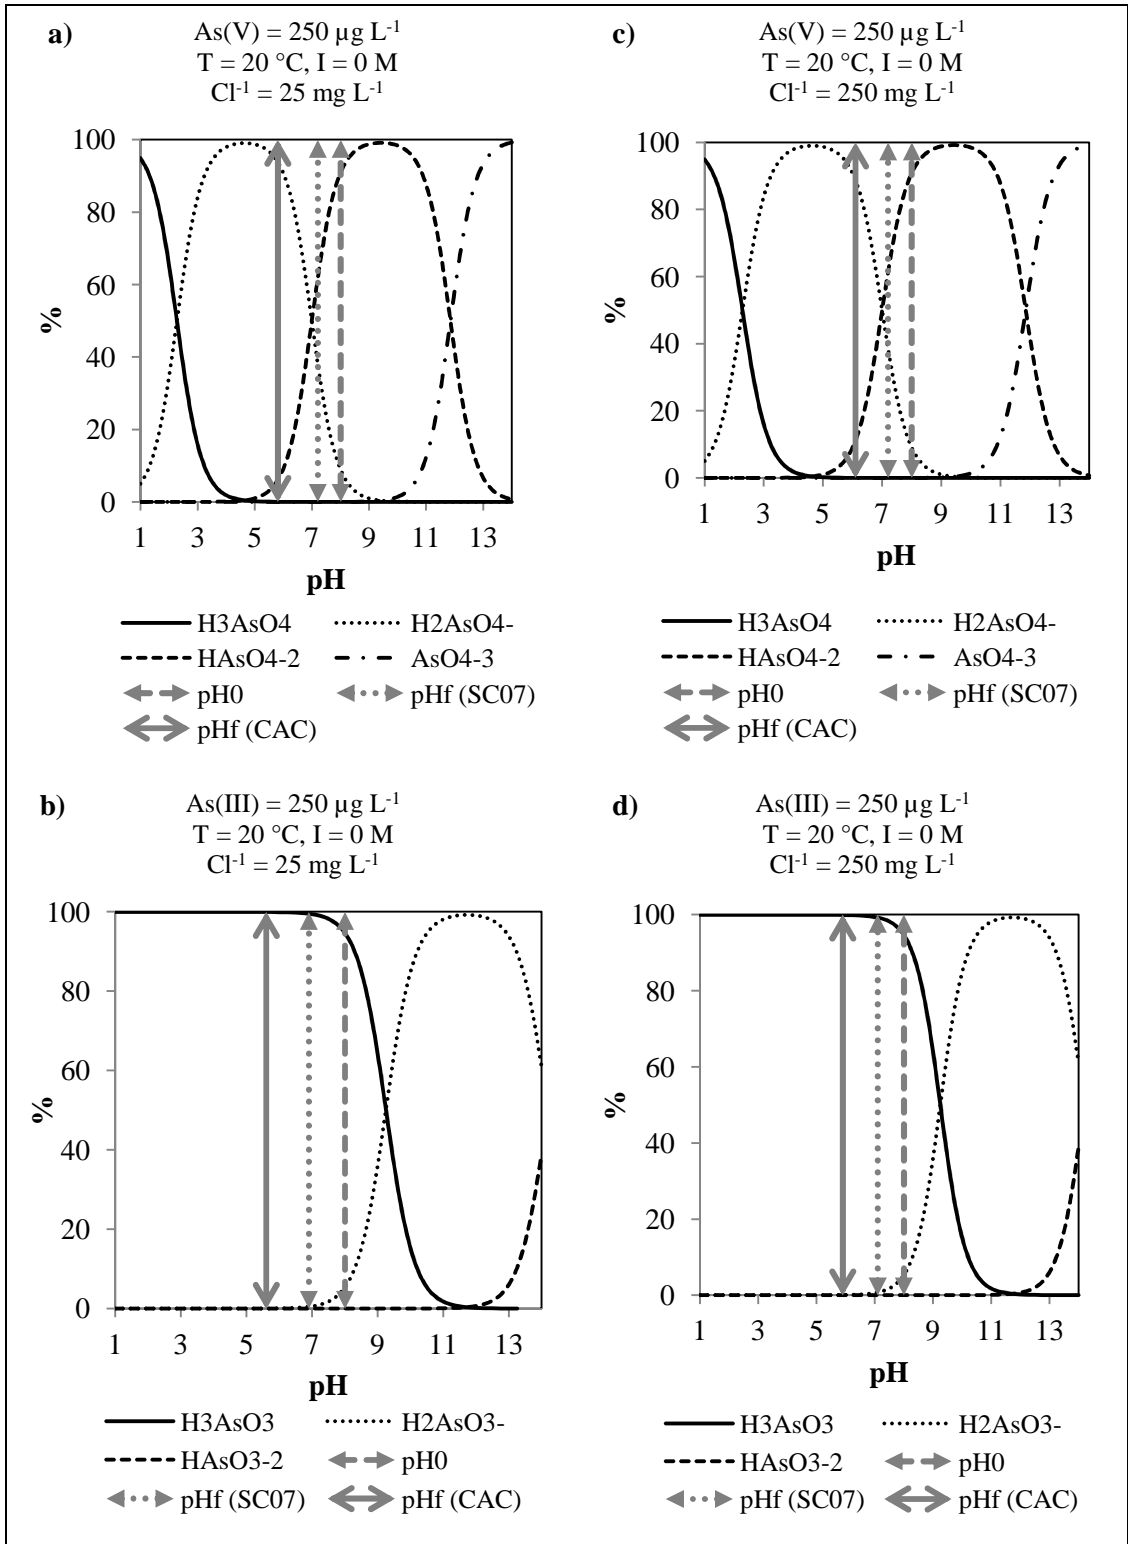 a)
As(V) = 250 µg L-1
T = 20 °C, I = 0 M
Cl-1 = 25 mg L-1
100
80
60
40
20
0
%
1 3 5 7 9 11 13
pH
H3AsO4 H2AsO4-
HAsO4-2 AsO4-3
pH0 pHf (SC07)
pHf (CAC)
c)
As(V) = 250 µg L-1
T = 20 °C, I = 0 M
Cl-1 = 250 mg L-1
100
80
60
40
20
0
%
1 3 5 7 9 11 13
pH
H3AsO4 H2AsO4-
HAsO4-2 AsO4-3
pH0 pHf (SC07)
pHf (CAC)
b)
As(III) = 250 µg L-1
T = 20 °C, I = 0 M
Cl-1 = 25 mg L-1
100
80
60
40
20
0
%
1 3 5 7 9 11 13
pH
H3AsO3 H2AsO3-
HAsO3-2 pH0
pHf (SC07) pHf (CAC)
d)
As(III) = 250 µg L-1
T = 20 °C, I = 0 M
Cl-1 = 250 mg L-1
100
80
60
40
20
0
%
1 3 5 7 9 11 13
pH
H3AsO3 H2AsO3-
HAsO3-2 pH0
pHf (SC07) pHf (CAC)